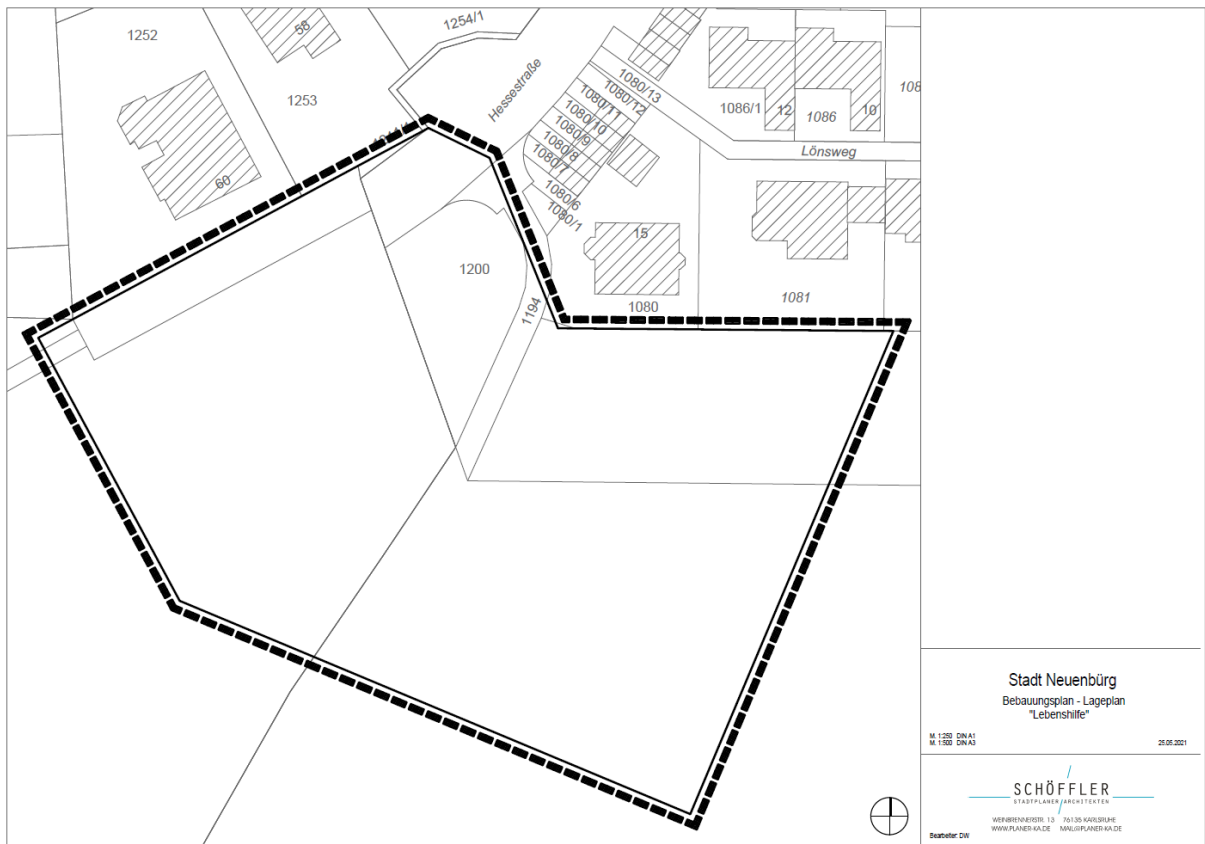 1252
58
1254/1
1253
Hessestraße
60
1080/13
1080/12
1080/11
1080/10
1080/9
1080/8
1080/7
1080/6
1080/1
1086/1
12
1086
10
108
Lönsweg
1200
1194
15
1080
1081
Stadt Neuenbürg
Bebauungsplan - Lageplan
"Lebenshilfe"
M. 1:250 DIN A1
M. 1:500 DIN A3
25.05.2021
SCHÖFFLER
STADTPLANER/ARCHITEKTEN
WEINBRENNERSTR. 13 76135 KARLSRUHE
WWW.PLANER-KA.DE MAIL@PLANER-KA.DE
Bearbeiter: DW